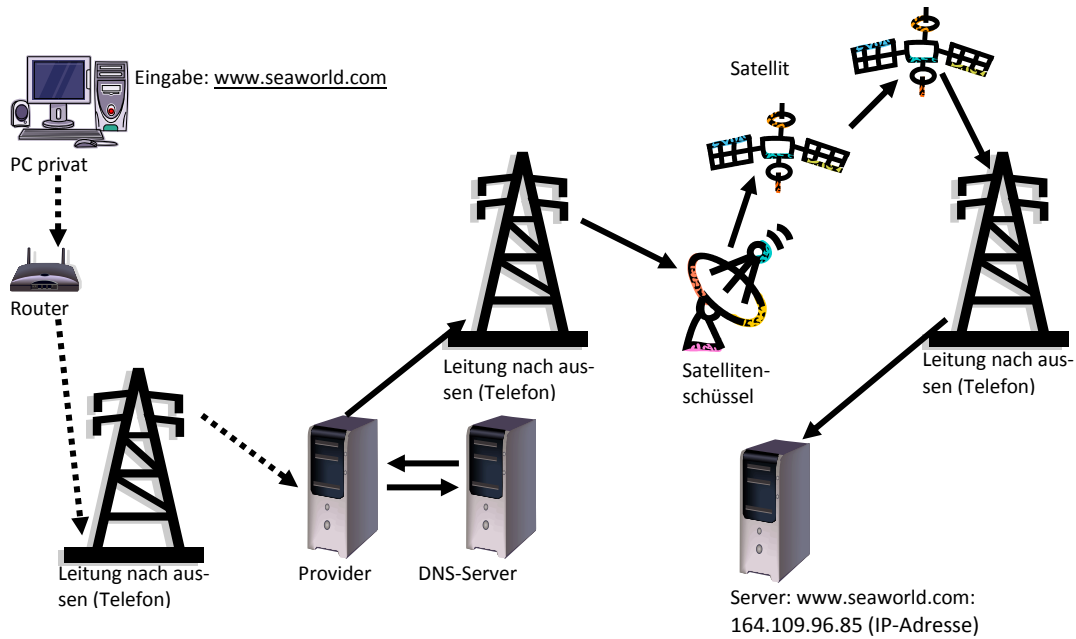 Eingabe: www.seaworld.com
Satellit
PC privat
Router
Leitung nach aus-
sen (Telefon)
Satelliten-
schüssel
Leitung nach aus-
sen (Telefon)
Leitung nach aus-
sen (Telefon)
Provider
DNS-Server
Server: www.seaworld.com:
164.109.96.85 (IP-Adresse)